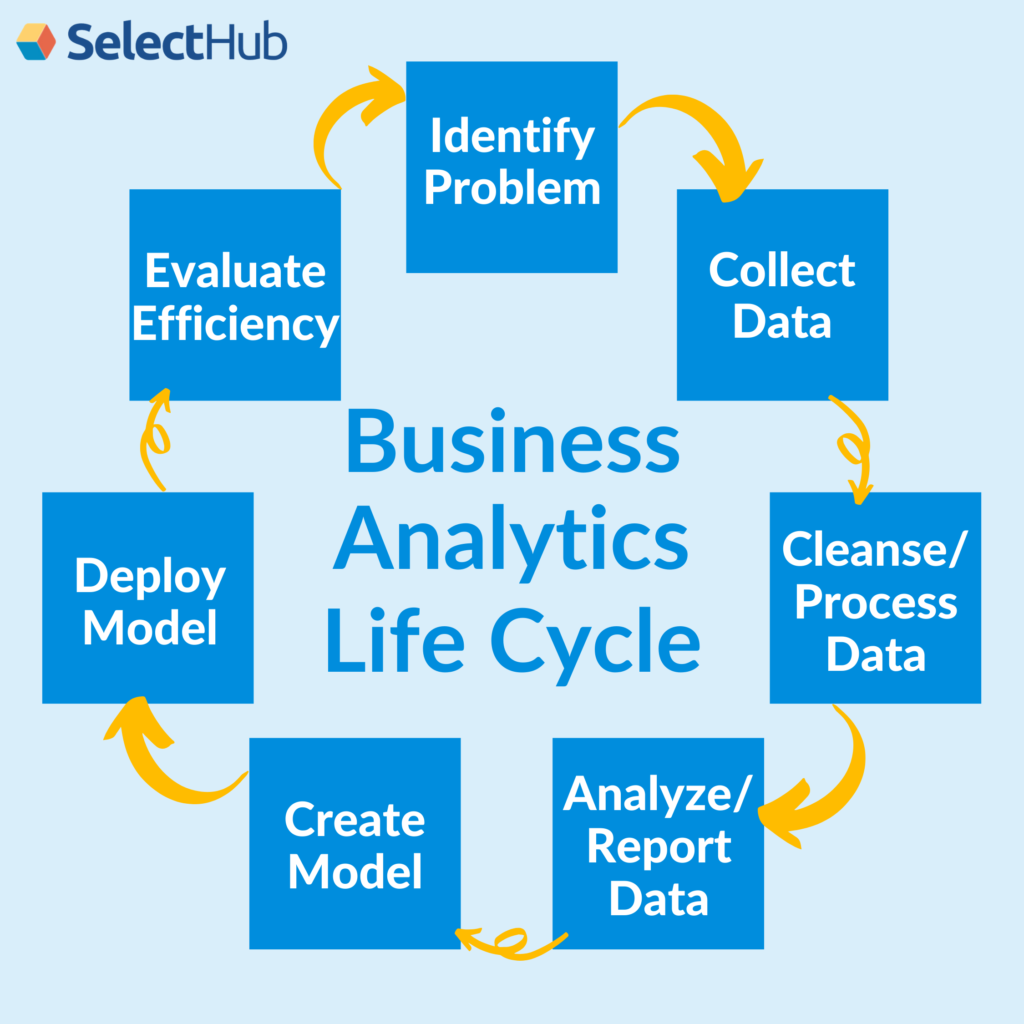 SelectHub
Identify
Problem
Collect
Data
Cleanse/
Process
Data
Analyze/
Report
Data
Create
Model
Deploy
Model
Evaluate
Efficiency
Business
Analytics
Life Cycle